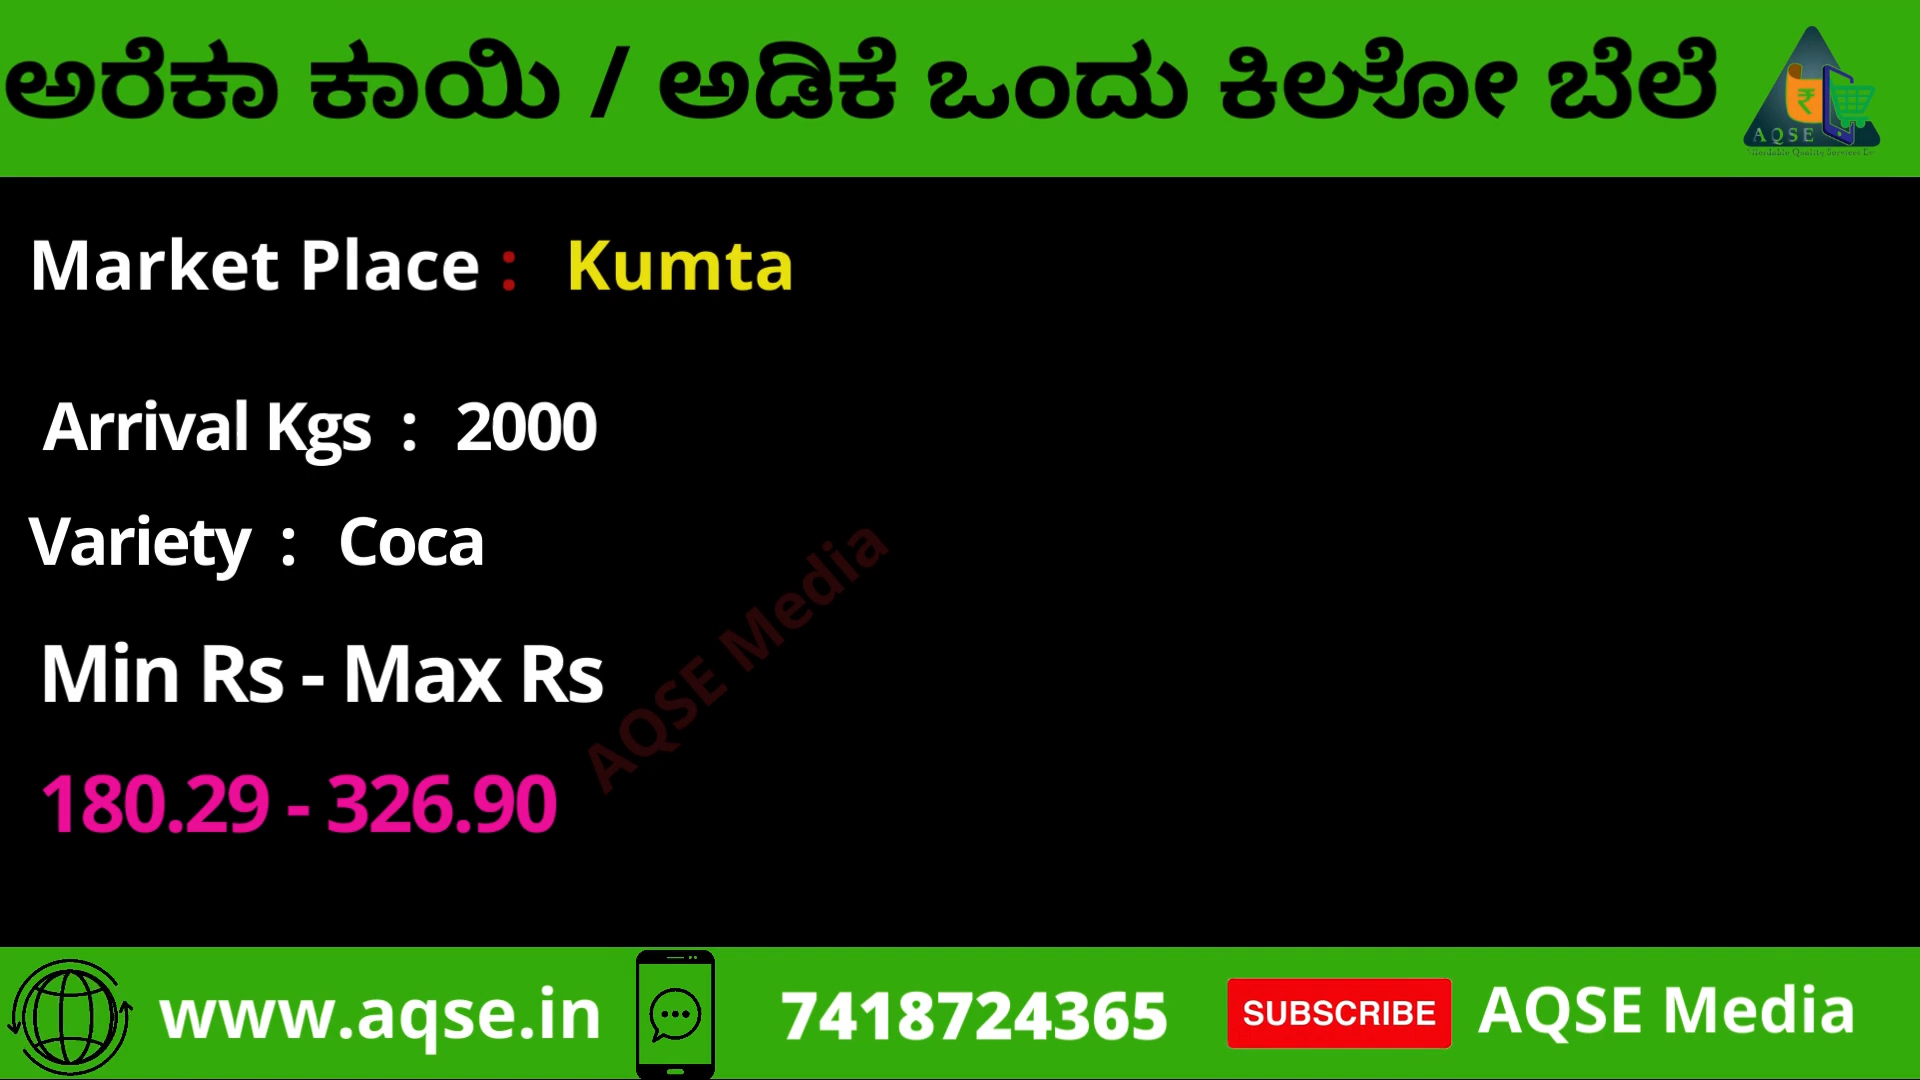 ಅರೆಕಾ ಕಾಯಿ / ಅಡಿಕೆ ಒಂದು ಕಿಲೋ ಬೆಲೆ
AQSE
Market Place : Kumta
Arrival Kgs : 2000
Variety : Coca
Min Rs - Max Rs
180.29 - 326.90
AQSE Media
www.aqse.in 7418724365 SUBSCRIBE AQSE Media